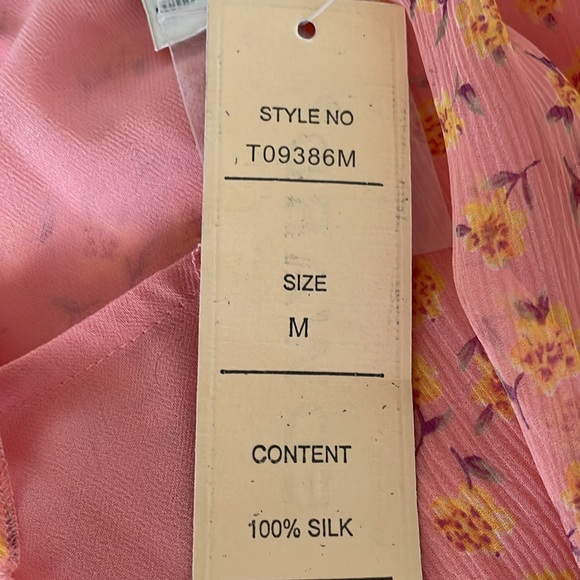 STYLE NO
T09386M
SIZE
M
CONTENT
100% SILK